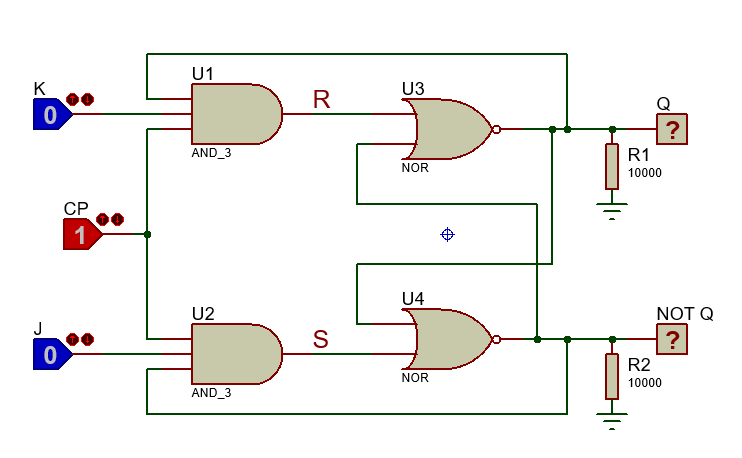 K
0
U1
AND_3
R
U3
NOR
Q
?
R1
10000
CP
1
J
0
U2
AND_3
S
U4
NOR
NOT Q
?
R2
10000